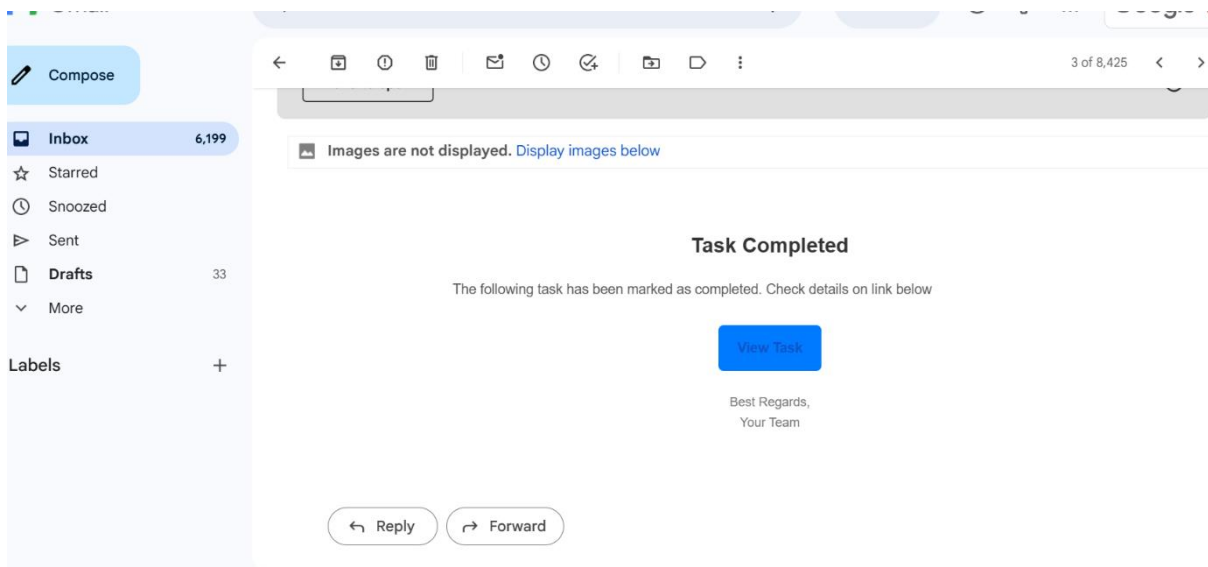 Compose
3 of 8,425
Inbox 6,199
Images are not displayed. Display images below
Starred
Snoozed
Sent
Task Completed
Drafts 33
The following task has been marked as completed. Check details on link below
More
View Task
Labels
Best Regards,
Your Team
Reply
Forward